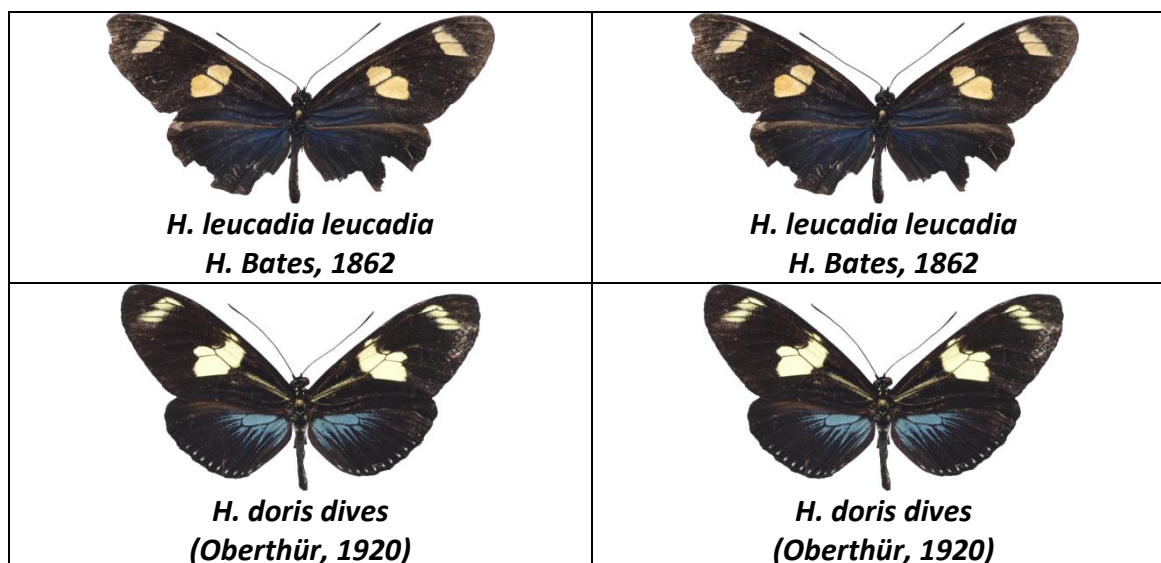 H. leucadia leucadia
H. Bates, 1862
H. leucadia leucadia
H. Bates, 1862
H. doris dives
(Oberthür, 1920)
H. doris dives
(Oberthür, 1920)